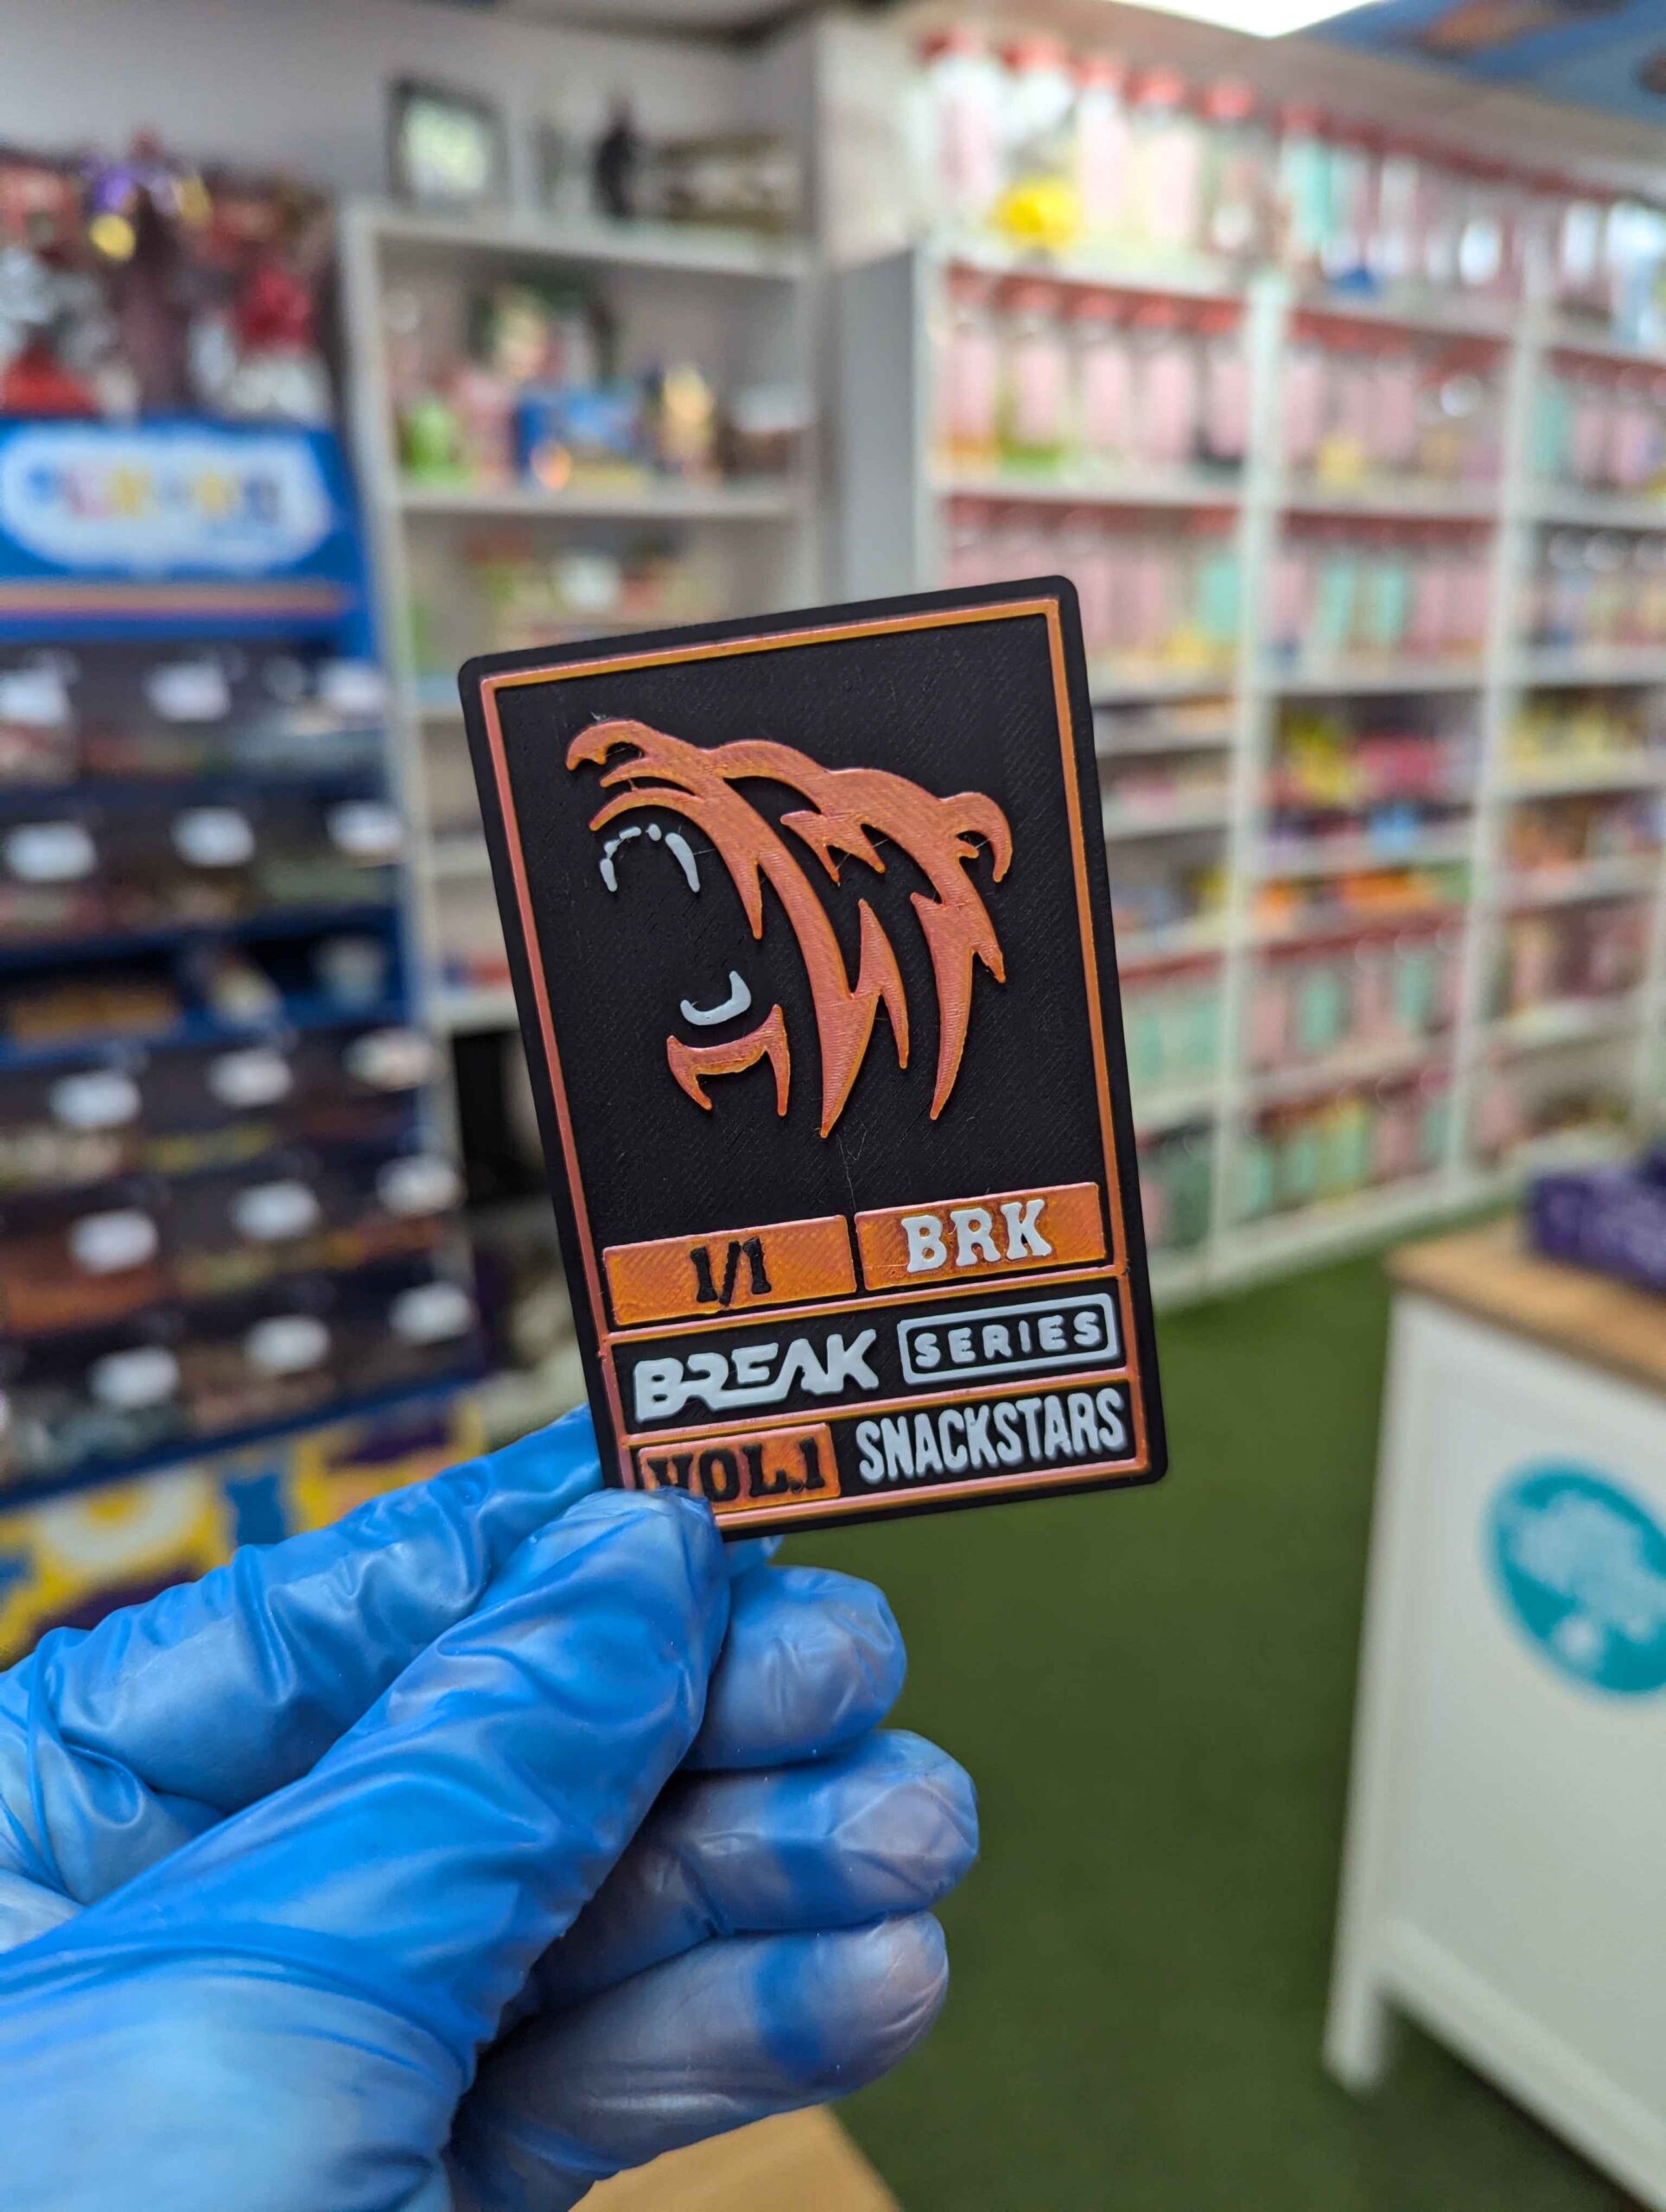 1/1 BRK
BREAK SERIES
VOL.1 SNACKSTARS